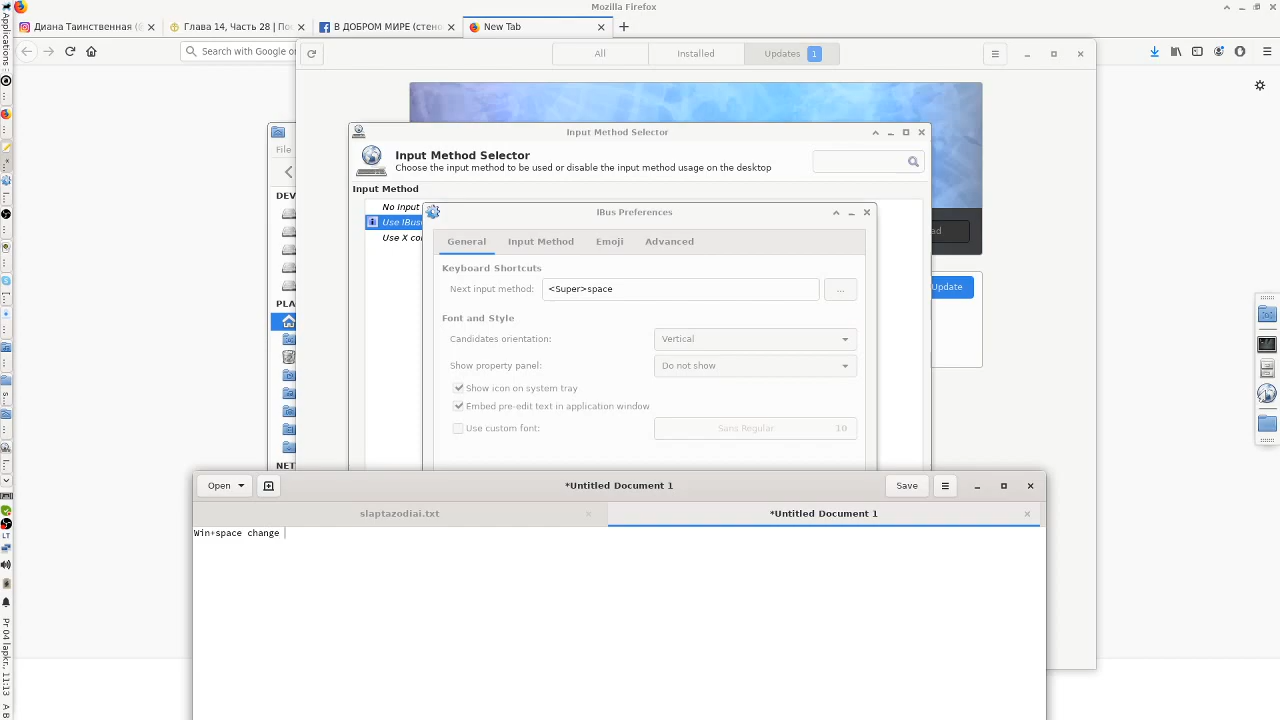 Mozilla Firefox
Диана Таинственная (@
Глава 14, Часть 28 | Пос
В ДОБРОМ МИРЕ (стено
New Tab
Search with Google or
All
Installed
Updates 1
Applications
File
DEV
PLA
NET
Input Method Selector
Input Method Selector
Choose the input method to be used or disable the input method usage on the desktop
Input Method
No input
Use IBus
Use X co
ad
Update
IBus Preferences
General
Input Method
Emoji
Advanced
Keyboard Shortcuts
Next input method:
<Super>space
...
Font and Style
Candidates orientation:
Vertical
Show property panel:
Do not show
Show icon on system tray
Embed pre-edit text in application window
Use custom font:
Sans Regular
10
Open
*Untitled Document 1
Save
slaptazodiai.txt
*Untitled Document 1
Win+space change
LT
Pr 04 lapkr., 11:13
A B